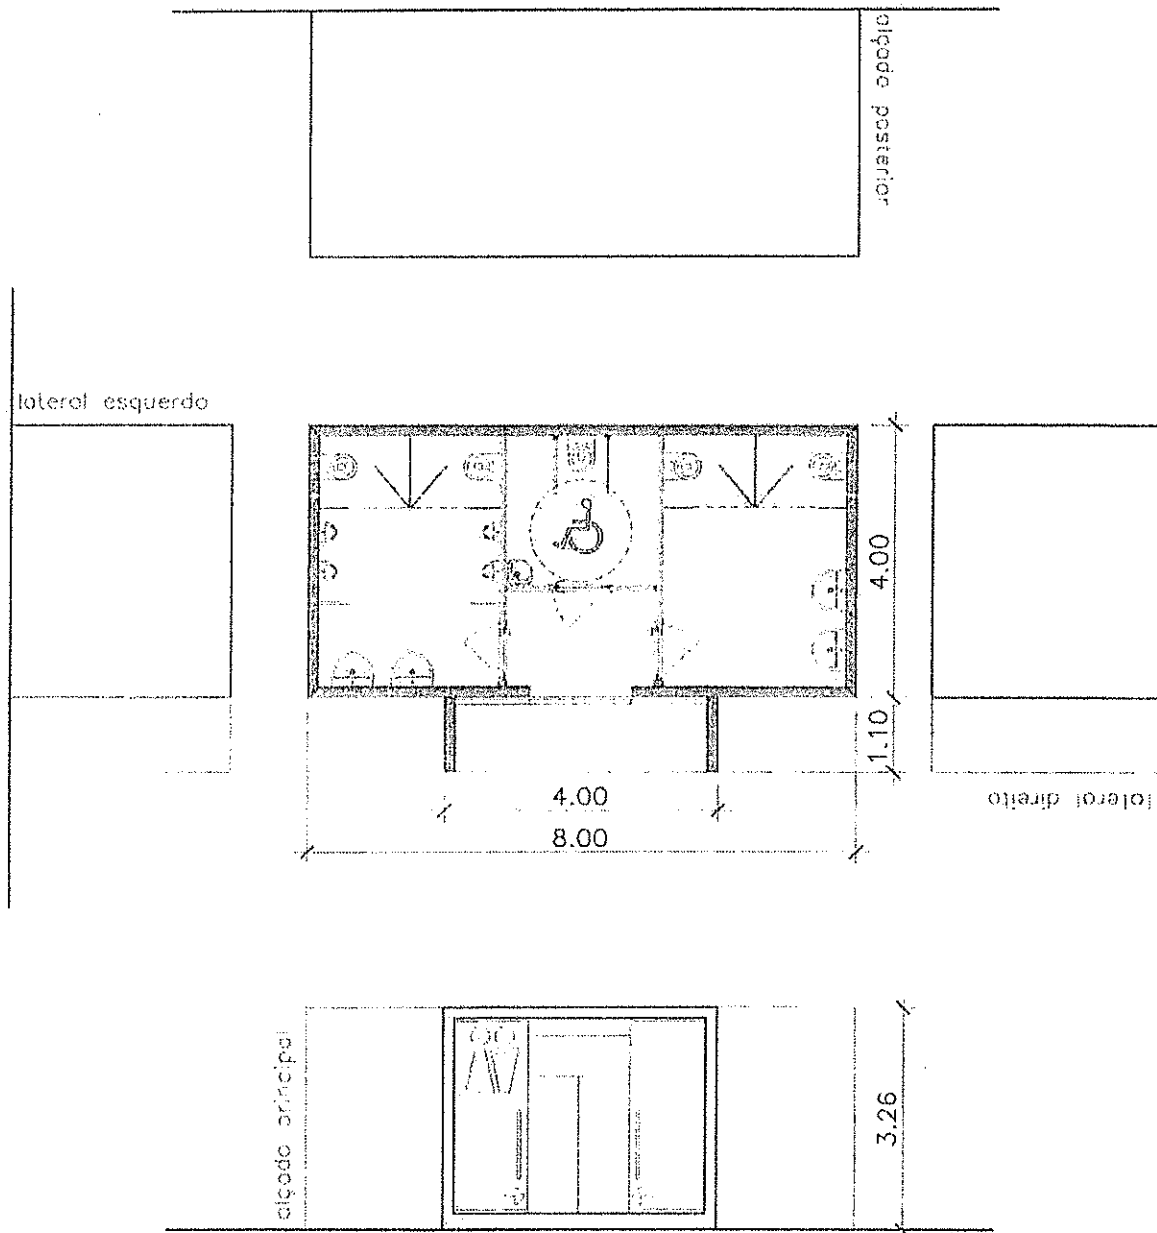 alçado posterior
lateral esquerdo
4.00
1.10
4.00
8.00
lateral direito
alçado principal
3.26